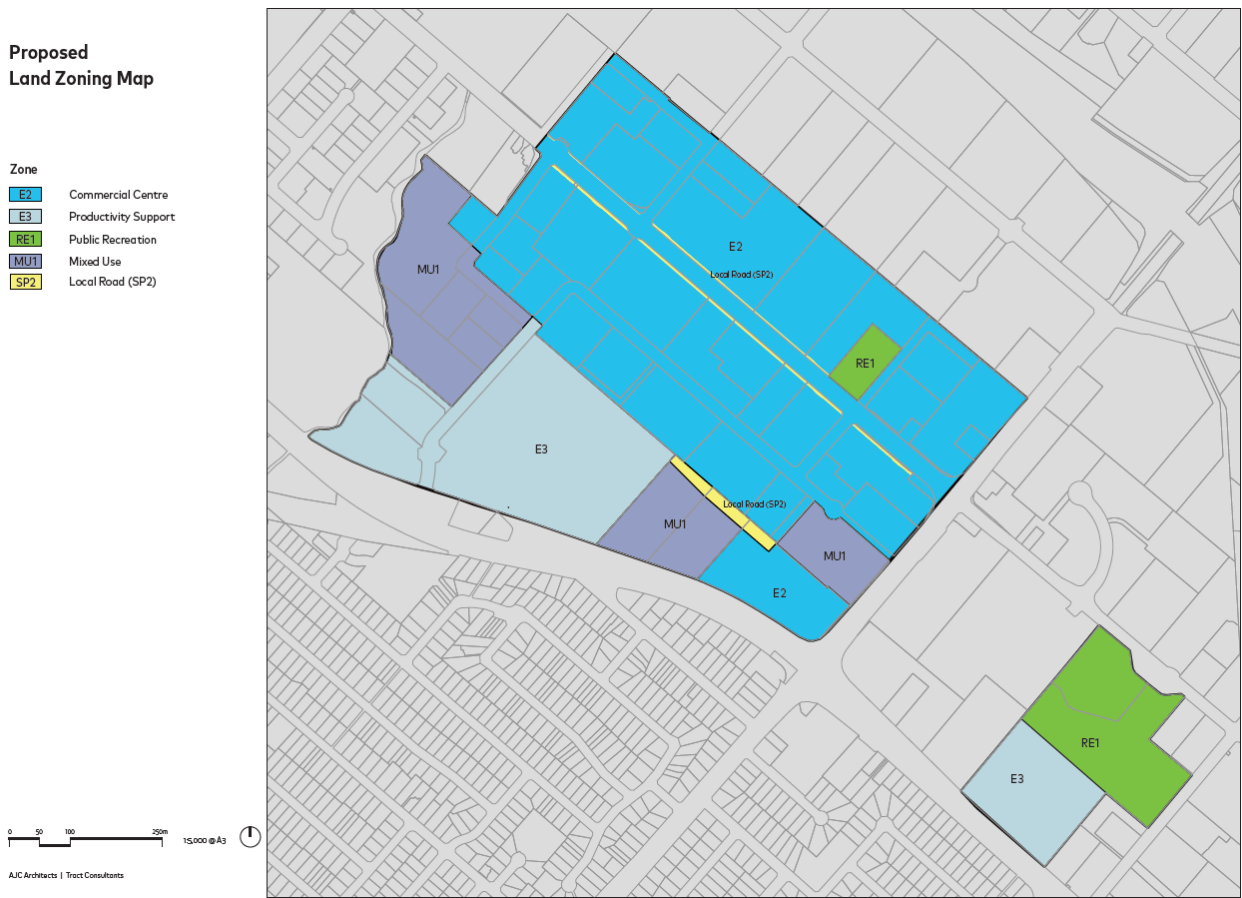 Proposed
Land Zoning Map
Zone
E2 Commercial Centre
E3 Productivity Support
RE1 Public Recreation
MU1 Mixed Use
SP2 Local Road (SP2)
E2
MU1
Local Road (SP2)
RE1
E3
Local Road (SP2)
MU1
MU1
E2
RE1
E3
0 50 100 250m
1:5,000 @ A3
AJC Architects | Tract Consultants